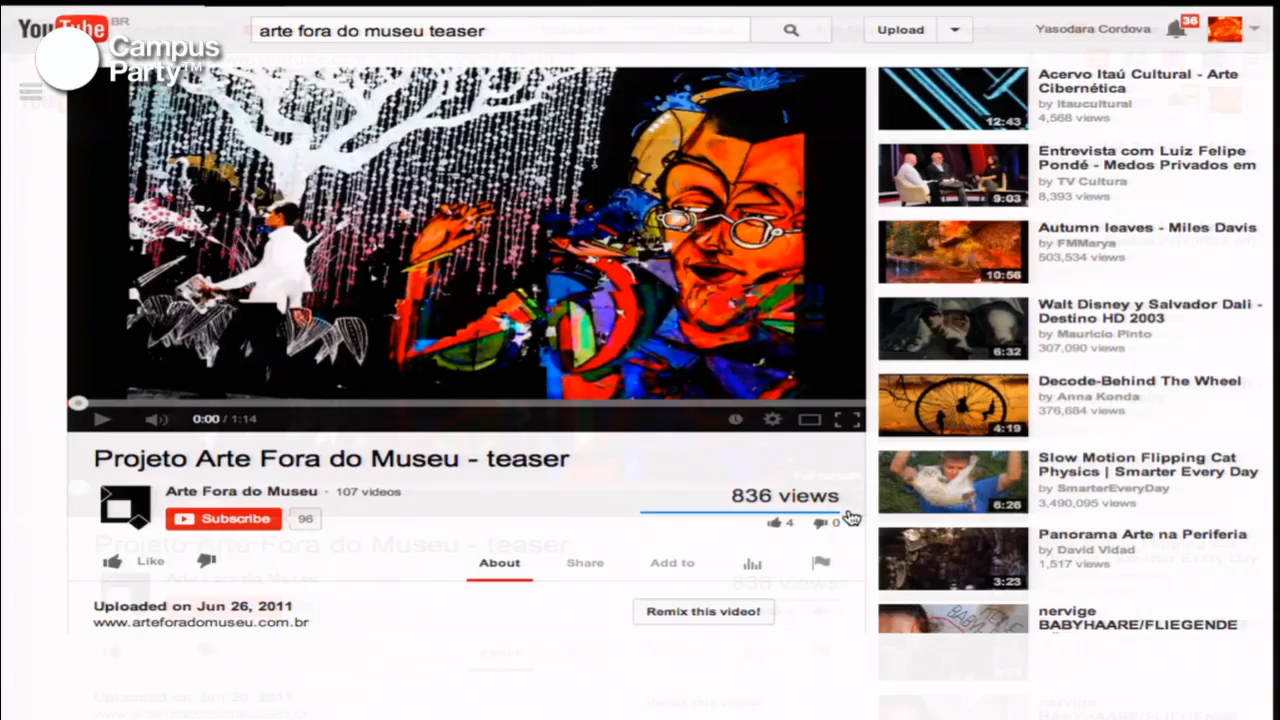 YouTube BR
Campus
Party™
arte fora do museu teaser
Upload
Yasodara Cordova
36
0:00 / 1:14
Projeto Arte Fora do Museu - teaser
Arte Fora do Museu · 107 videos
Subscribe
96
836 views
4
0
Like
About
Share
Add to
Uploaded on Jun 26, 2011
www.arteforadomuseu.com.br
Remix this video!
12:43
Acervo Itaú Cultural - Arte
Cibernética
by itaucultural
4,568 views
9:03
Entrevista com Luiz Felipe
Pondé - Medos Privados em
by TV Cultura
8,393 views
10:56
Autumn leaves - Miles Davis
by FMMarya
503,534 views
6:32
Walt Disney y Salvador Dali -
Destino HD 2003
by Mauricio Pinto
307,090 views
4:19
Decode-Behind The Wheel
by Anna Konda
376,684 views
6:26
Slow Motion Flipping Cat
Physics | Smarter Every Day
by SmarterEveryDay
3,490,095 views
3:23
Panorama Arte na Periferia
by David Vidad
1,517 views
nervige
BABYHAARE/FLIEGENDE